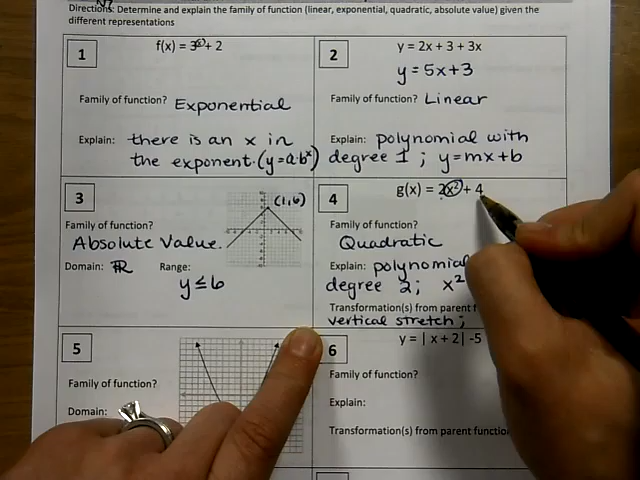 Directions: Determine and explain the family of function (linear, exponential, quadratic, absolute value) given the
different representations
1
f(x) = 3ˣ + 2
Family of function? Exponential
Explain: there is an x in
the exponent. (y=a·bˣ)
2
y = 2x + 3 + 3x
y = 5x+3
Family of function? Linear
Explain: polynomial with
degree 1; y=mx+b
3
(1,6)
Family of function?
Absolute Value.
Domain: ℝ Range:
y≤6
4
g(x) = 2x² + 4
Family of function?
Quadratic
Explain: polynomial
degree 2; x²
Transformation(s) from parent f
vertical stretch;
5
Family of function?
Domain:
6
y = | x + 2| -5
Family of function?
Explain:
Transformation(s) from parent functio